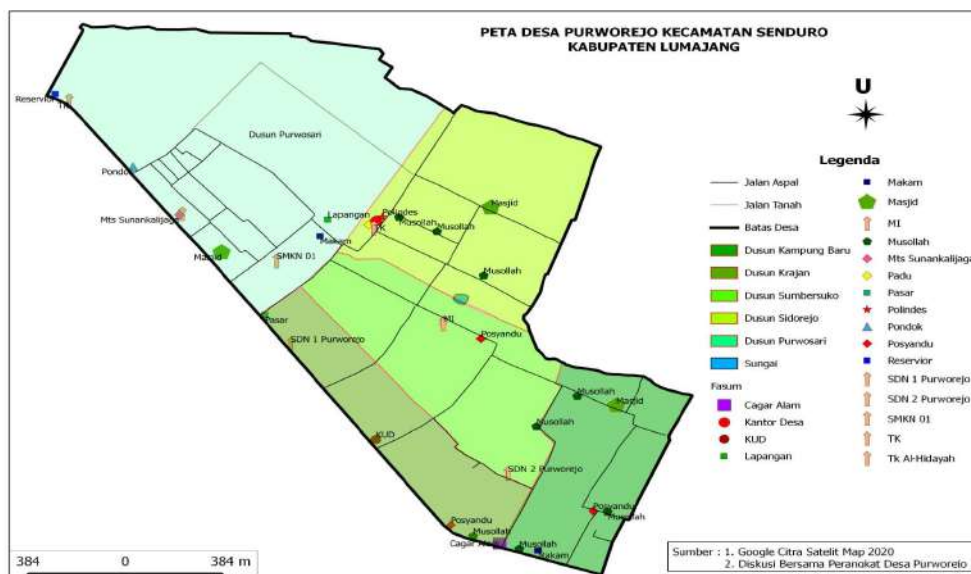 PETA DESA PURWOREJO KECAMATAN SENDURO
KABUPATEN LUMAJANG
U
Reservior
TK
Dusun Purwosari
Pondok
Mts Sunankalijaga
Masjid
SMKN 01
Lapangan
Makam
Polindes
TK
Musollah
Musollah
Masjid
Musollah
Pasar
SDN 1 Purworejo
MI
Posyandu
KUD
Musollah
Masjid
Musollah
SDN 2 Purworejo
Posyandu
Musollah
Posyandu
Musollah
Cagar Alam
Musollah
Makam
Legenda
Jalan Aspal
Jalan Tanah
Batas Desa
Dusun Kampung Baru
Dusun Krajan
Dusun Sumbersuko
Dusun Sidorejo
Dusun Purwosari
Sungai
Fasum
Cagar Alam
Kantor Desa
KUD
Lapangan
Makam
Masjid
MI
Musollah
Mts Sunankalijaga
Padu
Pasar
Polindes
Pondok
Posyandu
Reservior
SDN 1 Purworejo
SDN 2 Purworejo
SMKN 01
TK
Tk Al-Hidayah
384 0 384 m
Sumber : 1. Google Citra Satelit Map 2020
2. Diskusi Bersama Perangkat Desa Purworejo